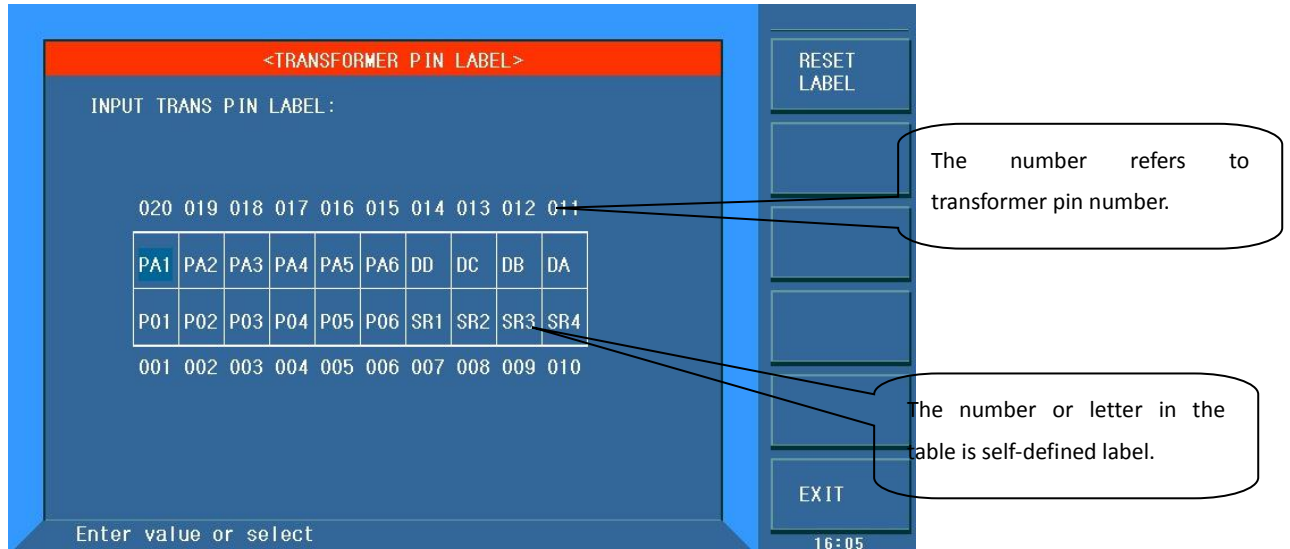 <TRANSFORMER PIN LABEL>
INPUT TRANS PIN LABEL:
020 019 018 017 016 015 014 013 012 011
PA1 PA2 PA3 PA4 PA5 PA6 DD DC DB DA
P01 P02 P03 P04 P05 P06 SR1 SR2 SR3 SR4
001 002 003 004 005 006 007 008 009 010
Enter value or select
RESET
LABEL
EXIT
16:05
The number refers to
transformer pin number.
The number or letter in the
table is self-defined label.